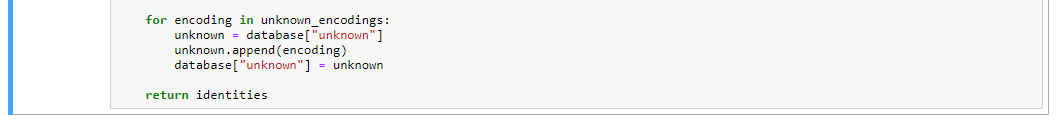 for encoding in unknown_encodings:
    unknown = database["unknown"]
    unknown.append(encoding)
    database["unknown"] = unknown
return identities